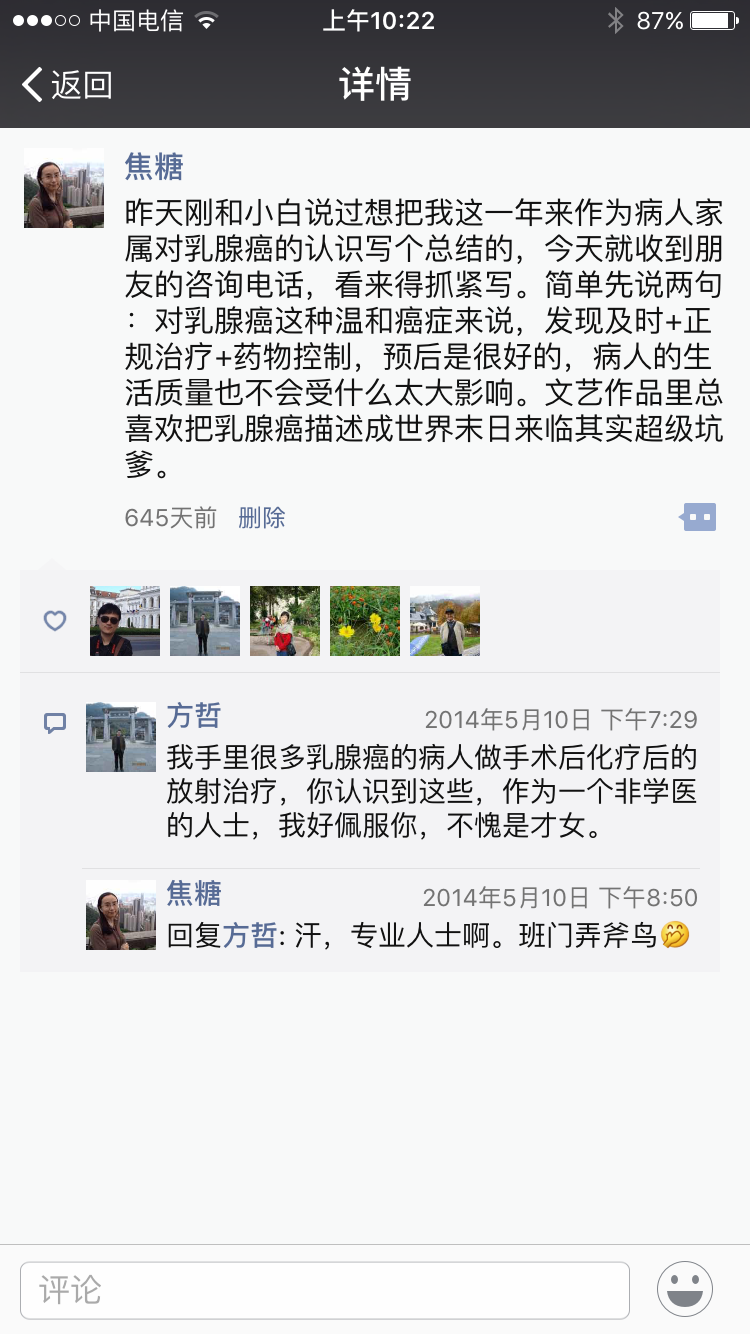 中国电信 上午10:22 87%
返回 详情
焦糖
昨天刚和小白说过想把我这一年来作为病人家
属对乳腺癌的认识写个总结的，今天就收到朋
友的咨询电话，看来得抓紧写。简单先说两句
：对乳腺癌这种温和癌症来说，发现及时+正
规治疗+药物控制，预后是很好的，病人的生
活质量也不会受什么太大影响。文艺作品里总
喜欢把乳腺癌描述成世界末日来临其实超级坑
爹。
645天前 删除
方哲 2014年5月10日 下午7:29
我手里很多乳腺癌的病人做手术后化疗后的
放射治疗，你认识到这些，作为一个非学医
的人士，我好佩服你，不愧是才女。
焦糖 2014年5月10日 下午8:50
回复方哲: 汗，专业人士啊。班门弄斧鸟🤭
评论